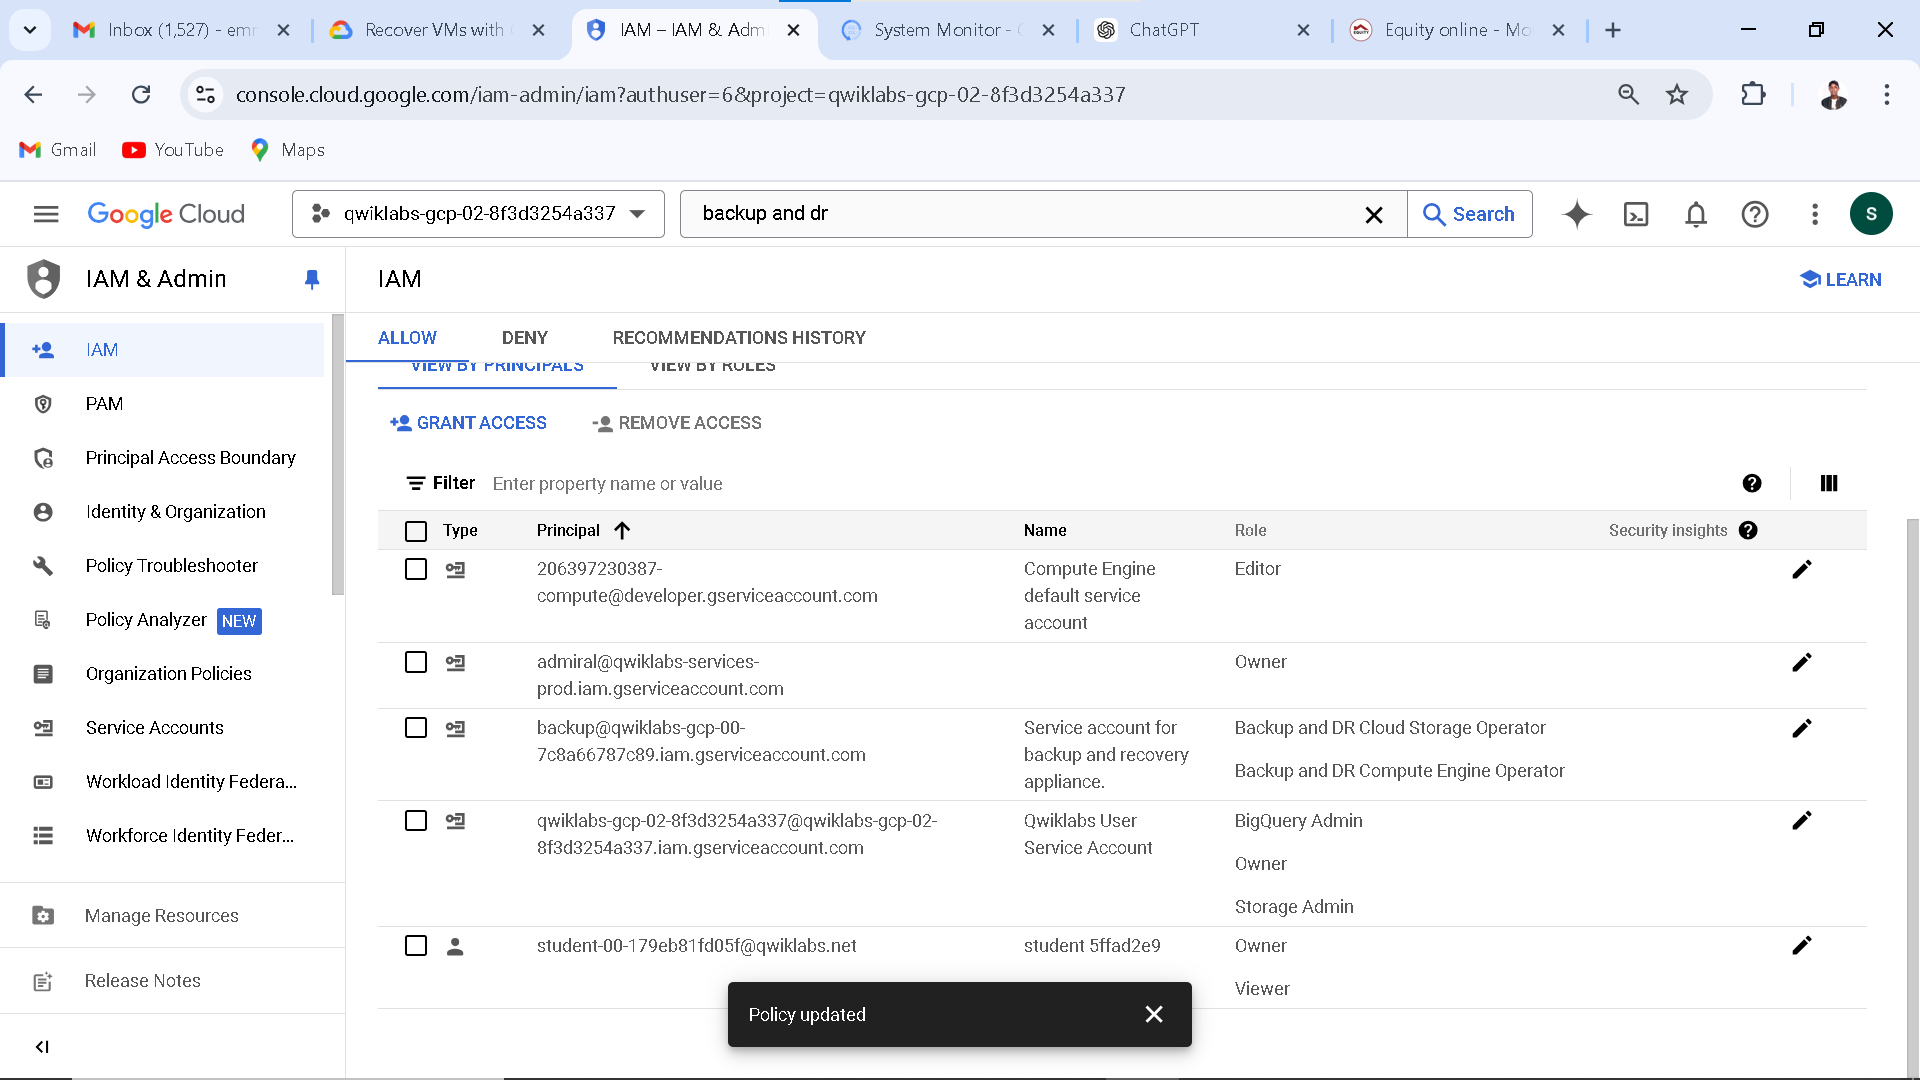 Inbox (1,527) - em
Recover VMs with
IAM – IAM & Adm
System Monitor -
ChatGPT
Equity online - Mo
console.cloud.google.com/iam-admin/iam?authuser=6&project=qwiklabs-gcp-02-8f3d3254a337
Gmail
YouTube
Maps
Google Cloud
qwiklabs-gcp-02-8f3d3254a337
backup and dr
Search
S
IAM & Admin
IAM
LEARN
IAM
PAM
Principal Access Boundary
Identity & Organization
Policy Troubleshooter
Policy Analyzer NEW
Organization Policies
Service Accounts
Workload Identity Federa...
Workforce Identity Feder...
Manage Resources
Release Notes
ALLOW
DENY
RECOMMENDATIONS HISTORY
VIEW BY PRINCIPALS
VIEW BY ROLES
GRANT ACCESS
REMOVE ACCESS
Filter Enter property name or value
Type Principal Name Role Security insights
206397230387-
compute@developer.gserviceaccount.com
Compute Engine
default service
account
Editor
admiral@qwiklabs-services-
prod.iam.gserviceaccount.com
Owner
backup@qwiklabs-gcp-00-
7c8a66787c89.iam.gserviceaccount.com
Service account for
backup and recovery
appliance.
Backup and DR Cloud Storage Operator
Backup and DR Compute Engine Operator
qwiklabs-gcp-02-8f3d3254a337@qwiklabs-gcp-02-
8f3d3254a337.iam.gserviceaccount.com
Qwiklabs User
Service Account
BigQuery Admin
Owner
Storage Admin
student-00-179eb81fd05f@qwiklabs.net
student 5ffad2e9
Owner
Viewer
Policy updated